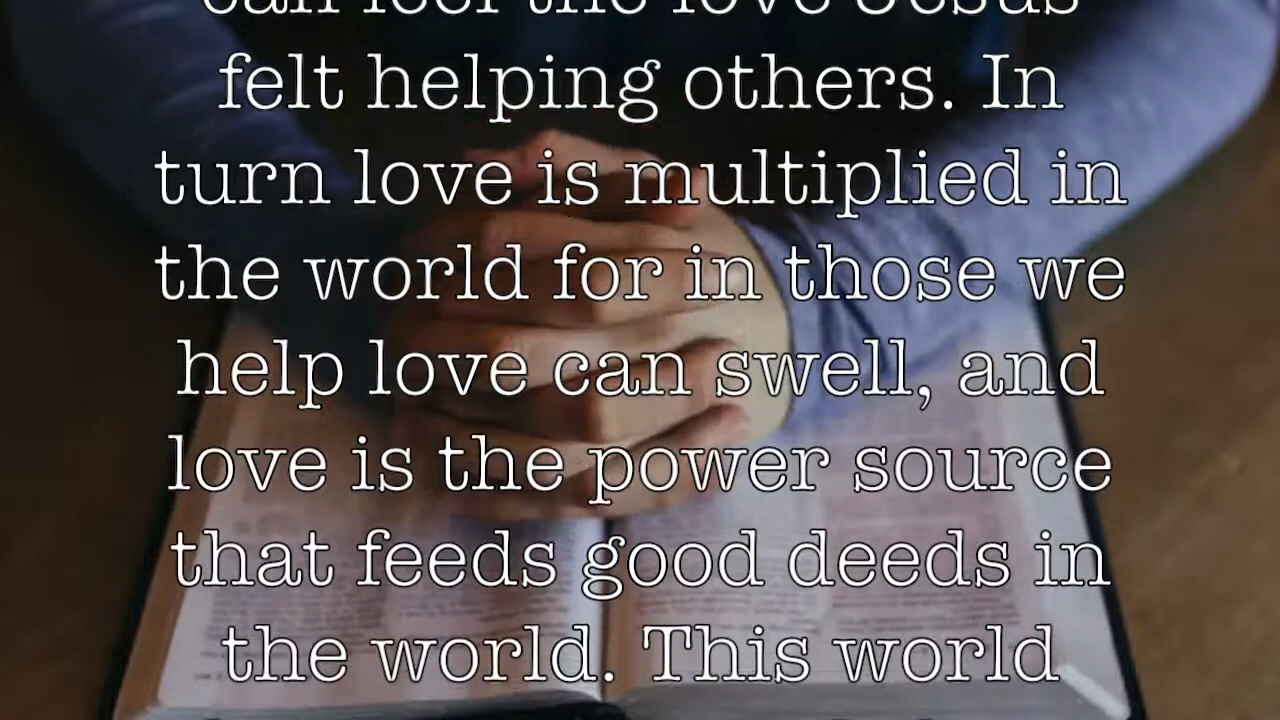 can feel the love Jesus
felt helping others. In
turn love is multiplied in
the world for in those we
help love can swell, and
love is the power source
that feeds good deeds in
the world. This world